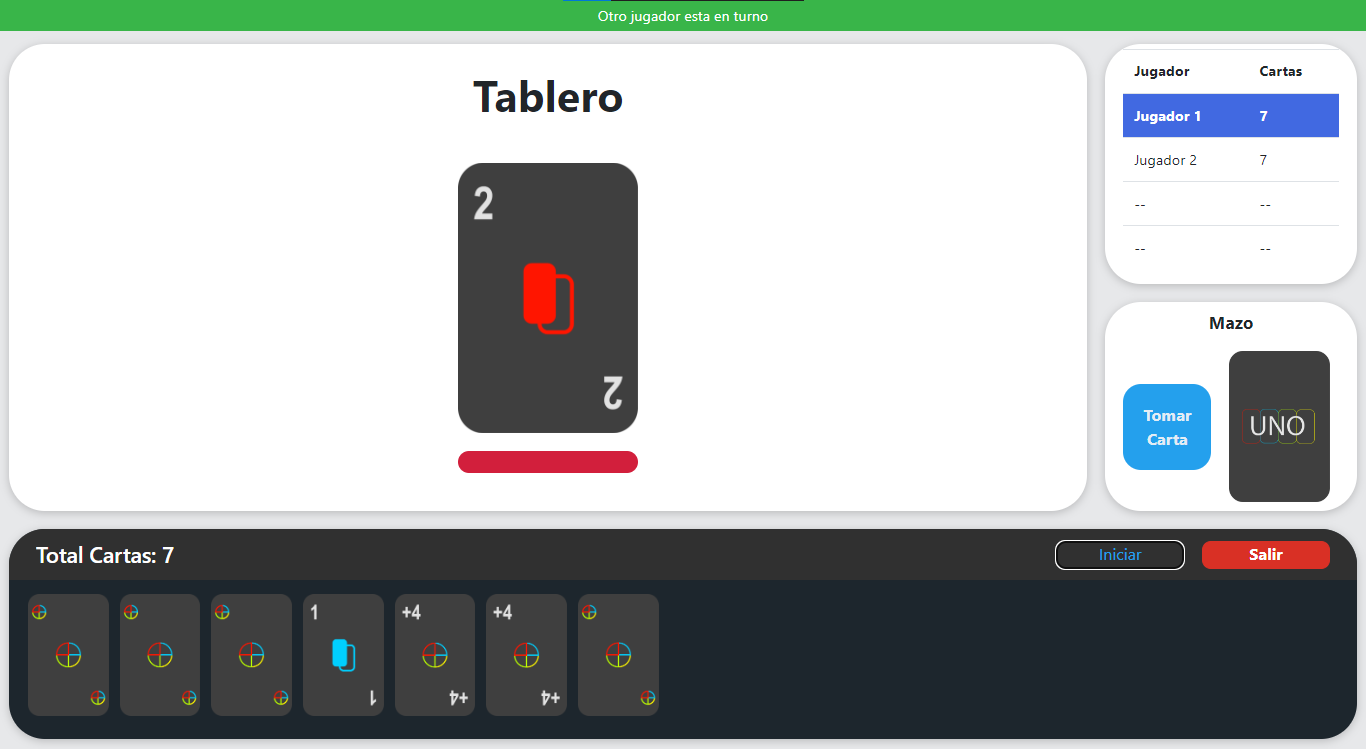 Otro jugador esta en turno
Tablero
2
2
Jugador Cartas
Jugador 1 7
Jugador 2 7
-- --
-- --
Mazo
Tomar
Carta
UNO
Total Cartas: 7
Iniciar
Salir
1
1
+4
+4
+4
+4